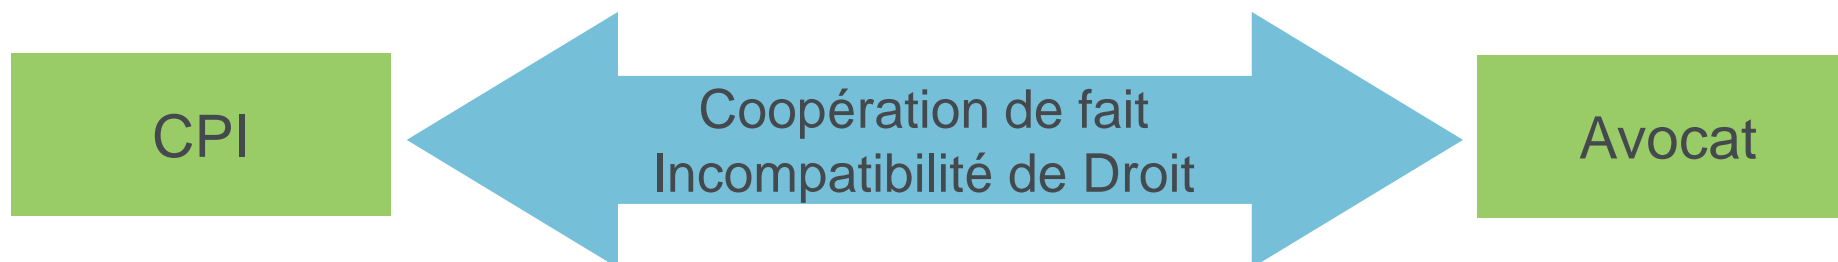 CPI
Coopération de fait
Incompatibilité de Droit
Avocat